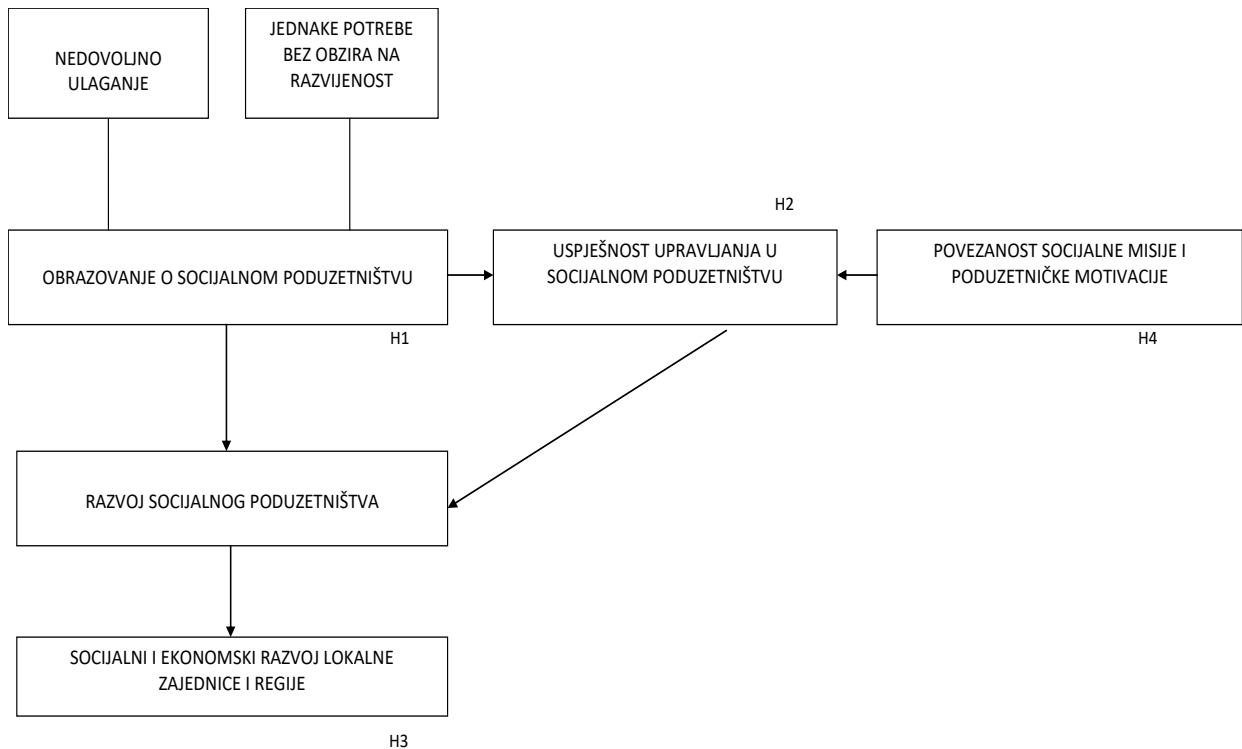 NEDOVOLJNO
ULAGANJE
JEDNAKE POTREBE
BEZ OBZIRA NA
RAZVIJENOST
H2
OBRAZOVANJE O SOCIJALNOM PODUZETNIŠTVU
USPJEŠNOST UPRAVLJANJA U
SOCIJALNOM PODUZETNIŠTVU
POVEZANOST SOCIJALNE MISIJE I
PODUZETNIČKE MOTIVACIJE
H1
H4
RAZVOJ SOCIJALNOG PODUZETNIŠTVA
SOCIJALNI I EKONOMSKI RAZVOJ LOKALNE
ZAJEDNICE I REGIJE
H3